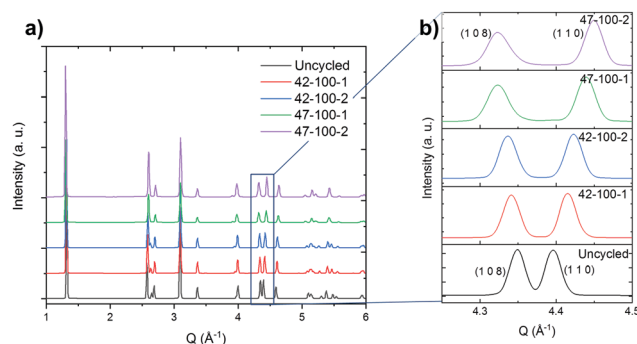 a)
Intensity (a. u.)
Uncycled
42-100-1
42-100-2
47-100-1
47-100-2
1 2 3 4 5 6
Q (Å⁻¹)
b)
Intensity (a. u.)
47-100-2
(1 0 8) (1 1 0)
47-100-1
42-100-2
42-100-1
Uncycled
(1 0 8) (1 1 0)
4.3 4.4 4.5
Q (Å⁻¹)